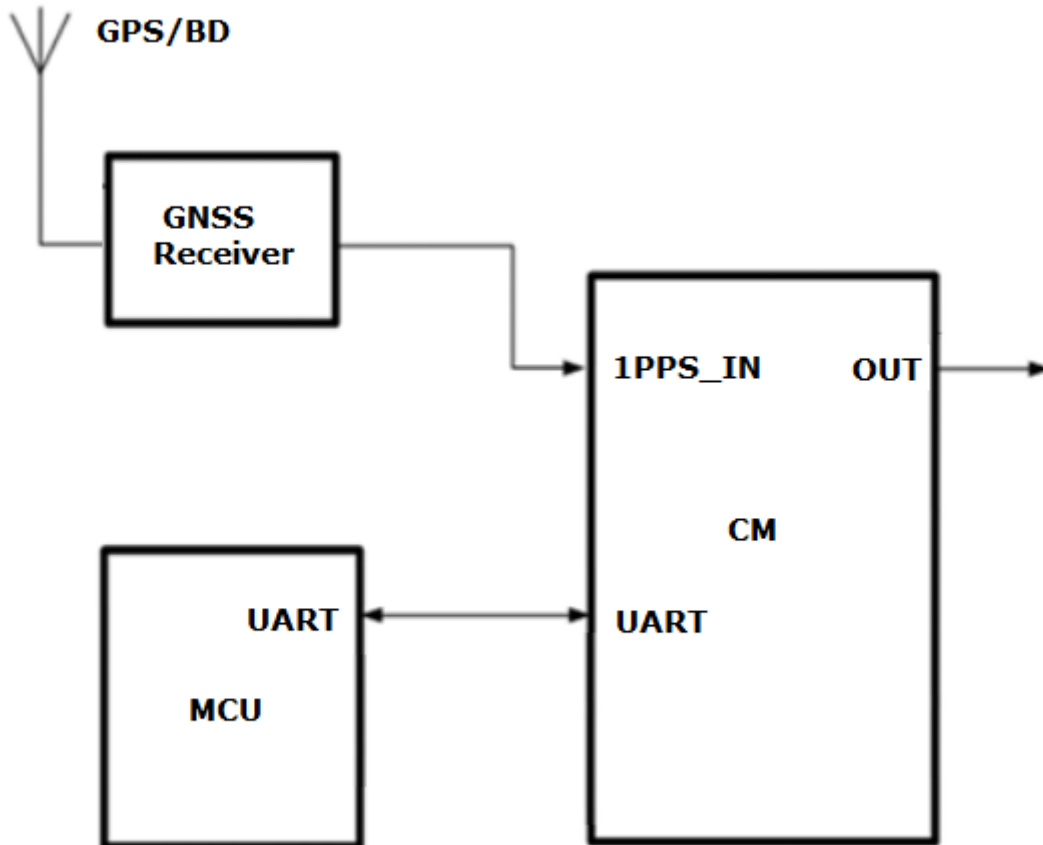 GPS/BD
GNSS
Receiver
1PPS_IN
OUT
CM
UART
UART
MCU